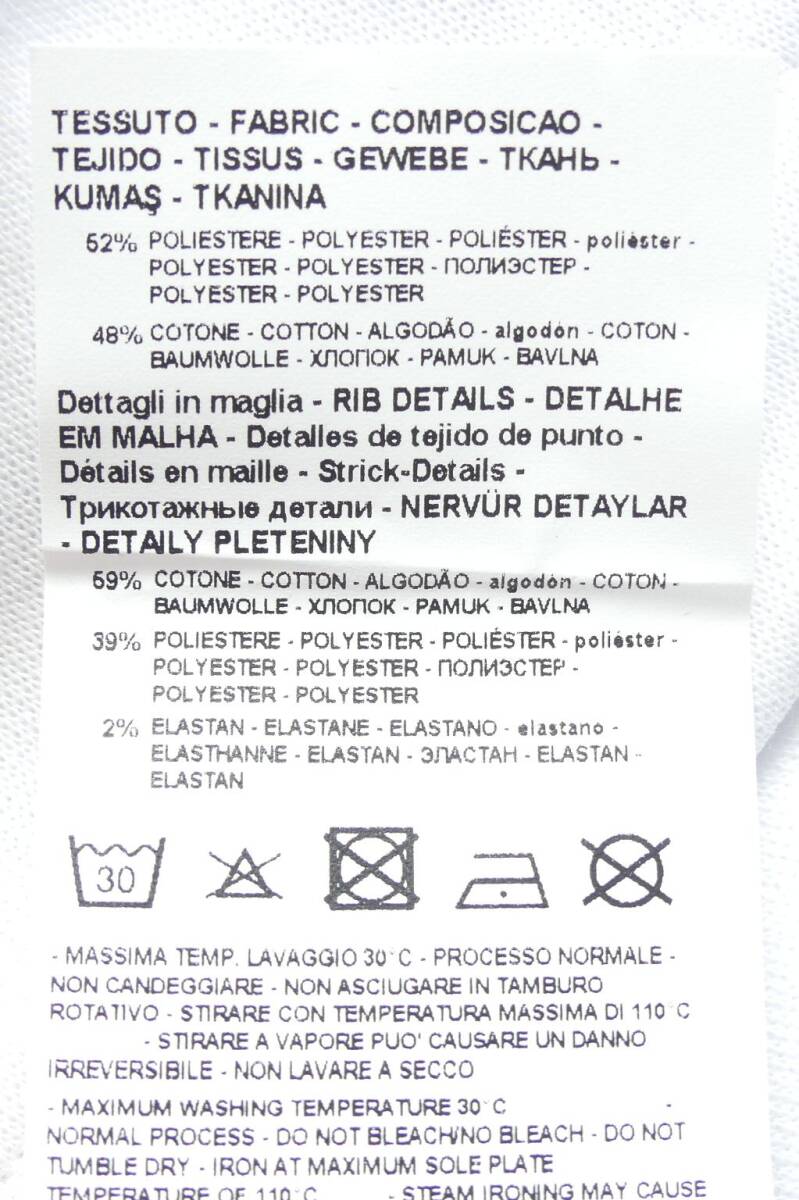 TESSUTO - FABRIC - COMPOSICAO -
TEJIDO - TISSUS - GEWEBE - ТКАНЬ -
KUMAŞ - TKANINA
52% POLIESTERE - POLYESTER - POLIÉSTER - poliéster -
POLYESTER - POLYESTER - ПОЛИЭСТЕР -
POLYESTER - POLYESTER
48% COTONE - COTTON - ALGODÃO - algodón - COTON -
BAUMWOLLE - ХЛОПОК - PAMUK - BAVLNA
Dettagli in maglia - RIB DETAILS - DETALHE
EM MALHA - Detalles de tejido de punto -
Détails en maille - Strick-Details -
Трикотажные детали - NERVÜR DETAYLAR
- DETAILY PLETENINY
59% COTONE - COTTON - ALGODÃO - algodón - COTON -
BAUMWOLLE - ХЛОПОК - PAMUK - BAVLNA
39% POLIESTERE - POLYESTER - POLIÉSTER - poliéster -
POLYESTER - POLYESTER - ПОЛИЭСТЕР -
POLYESTER - POLYESTER
2% ELASTAN - ELASTANE - ELASTANO - elastano -
ELASTHANNE - ELASTAN - ЭЛАСТАН - ELASTAN -
ELASTAN
30
- MASSIMA TEMP. LAVAGGIO 30°C - PROCESSO NORMALE -
NON CANDEGGIARE - NON ASCIUGARE IN TAMBURO
ROTATIVO - STIRARE CON TEMPERATURA MASSIMA DI 110°C
- STIRARE A VAPORE PUO' CAUSARE UN DANNO
IRREVERSIBILE - NON LAVARE A SECCO
- MAXIMUM WASHING TEMPERATURE 30°C -
NORMAL PROCESS - DO NOT BLEACH/NO BLEACH - DO NOT
TUMBLE DRY - IRON AT MAXIMUM SOLE PLATE
TEMPERATURE OF 110°C - STEAM IRONING MAY CAUSE